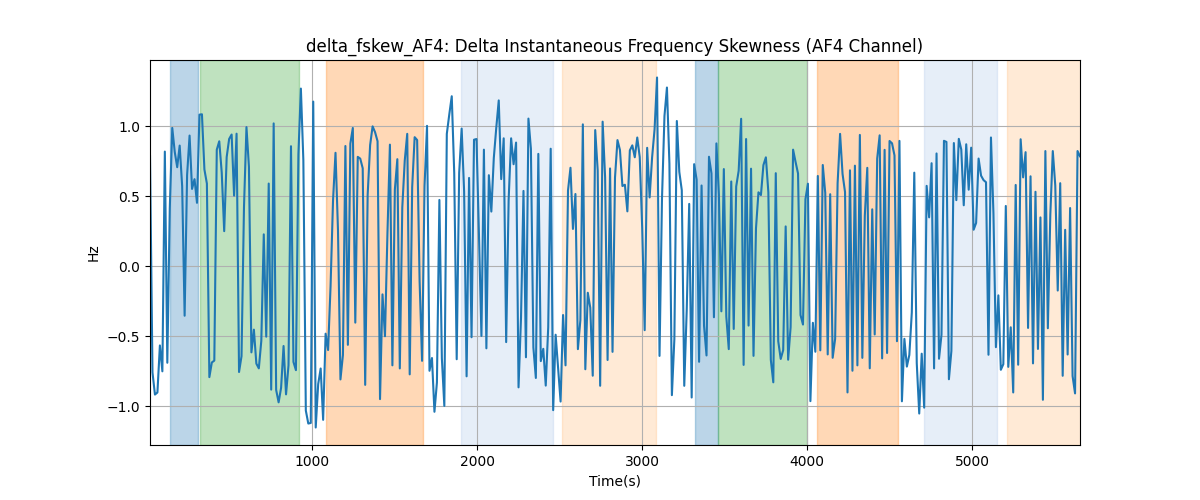 delta_fskew_AF4: Delta Instantaneous Frequency Skewness (AF4 Channel)
1.0
0.5
0.0
−0.5
−1.0
Hz
1000 2000 3000 4000 5000
Time(s)